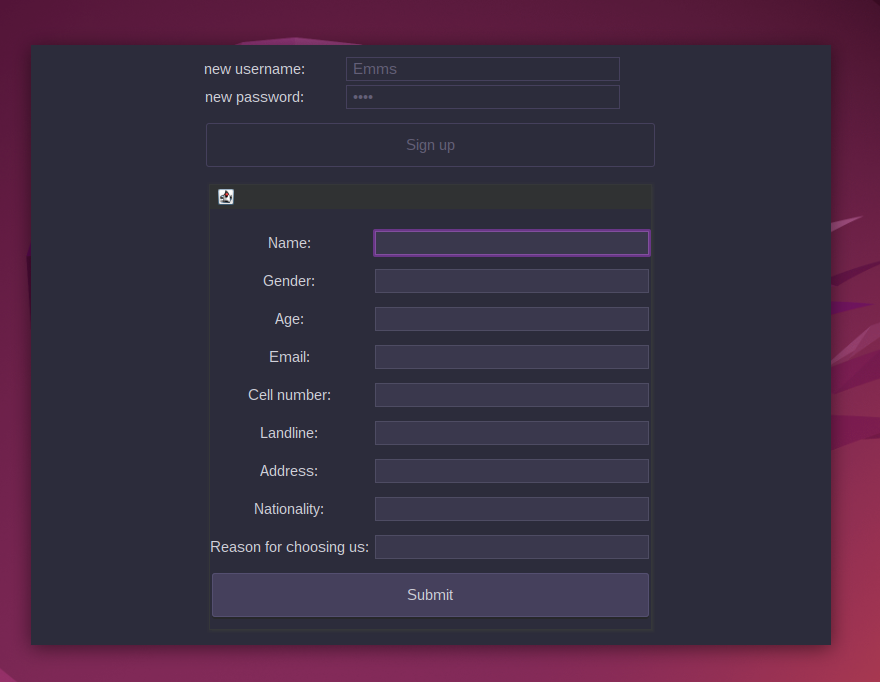 new username: Emms
new password: ••••
Sign up
Name:
Gender:
Age:
Email:
Cell number:
Landline:
Address:
Nationality:
Reason for choosing us:
Submit